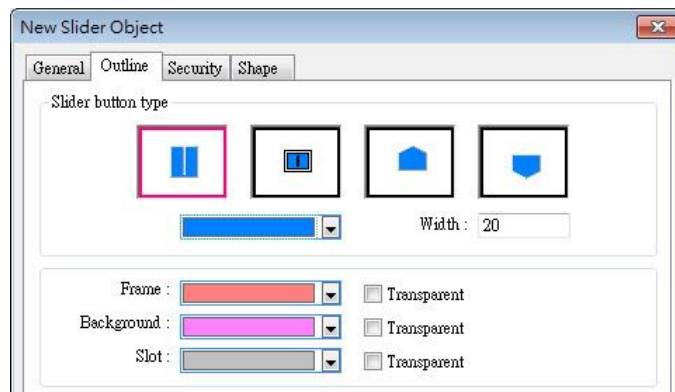 New Slider Object
General Outline Security Shape
Slider button type
Width : 20
Frame : Transparent
Background : Transparent
Slot : Transparent